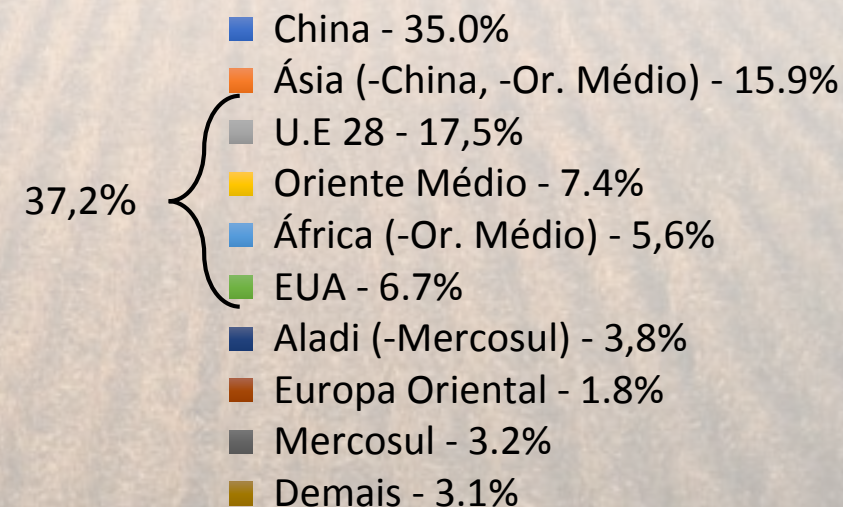 China - 35.0%
Ásia (-China, -Or. Médio) - 15.9%
U.E 28 - 17,5%
Oriente Médio - 7.4%
37,2%
África (-Or. Médio) - 5,6%
EUA - 6.7%
Aladi (-Mercosul) - 3,8%
Europa Oriental - 1.8%
Mercosul - 3.2%
Demais - 3.1%